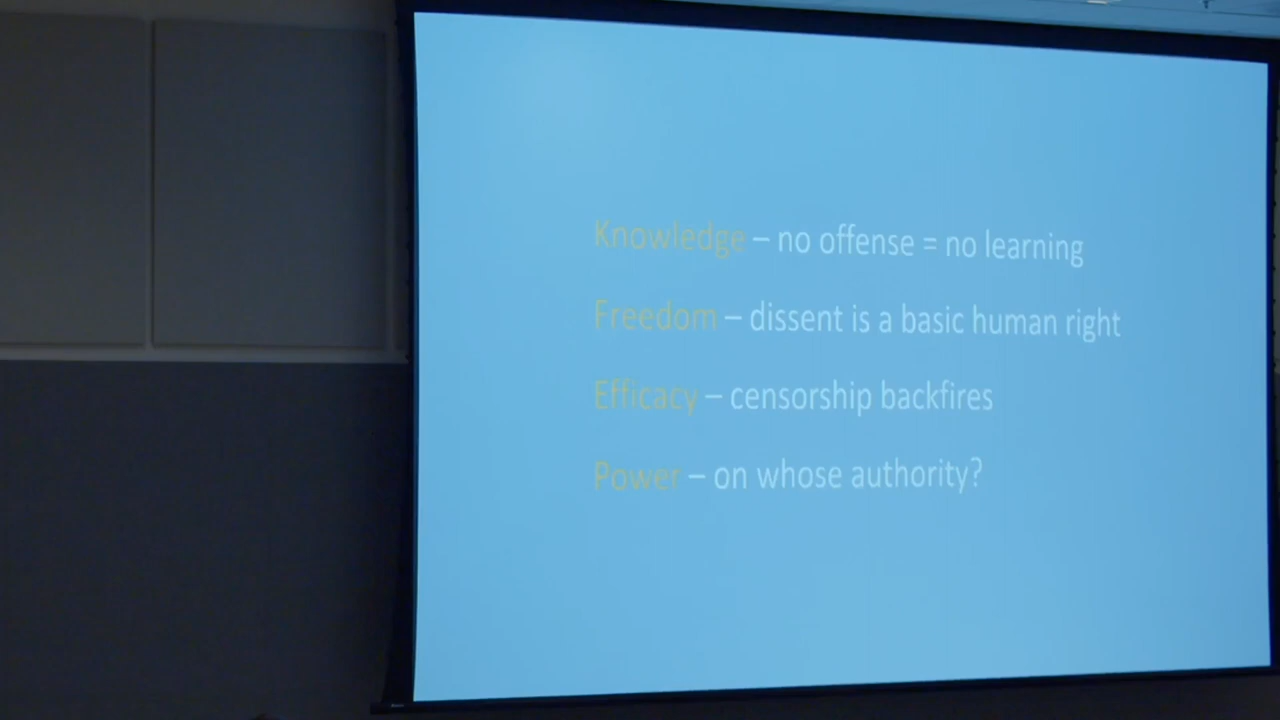 Knowledge – no offense = no learning
Freedom – dissent is a basic human right
Efficacy – censorship backfires
Power – on whose authority?